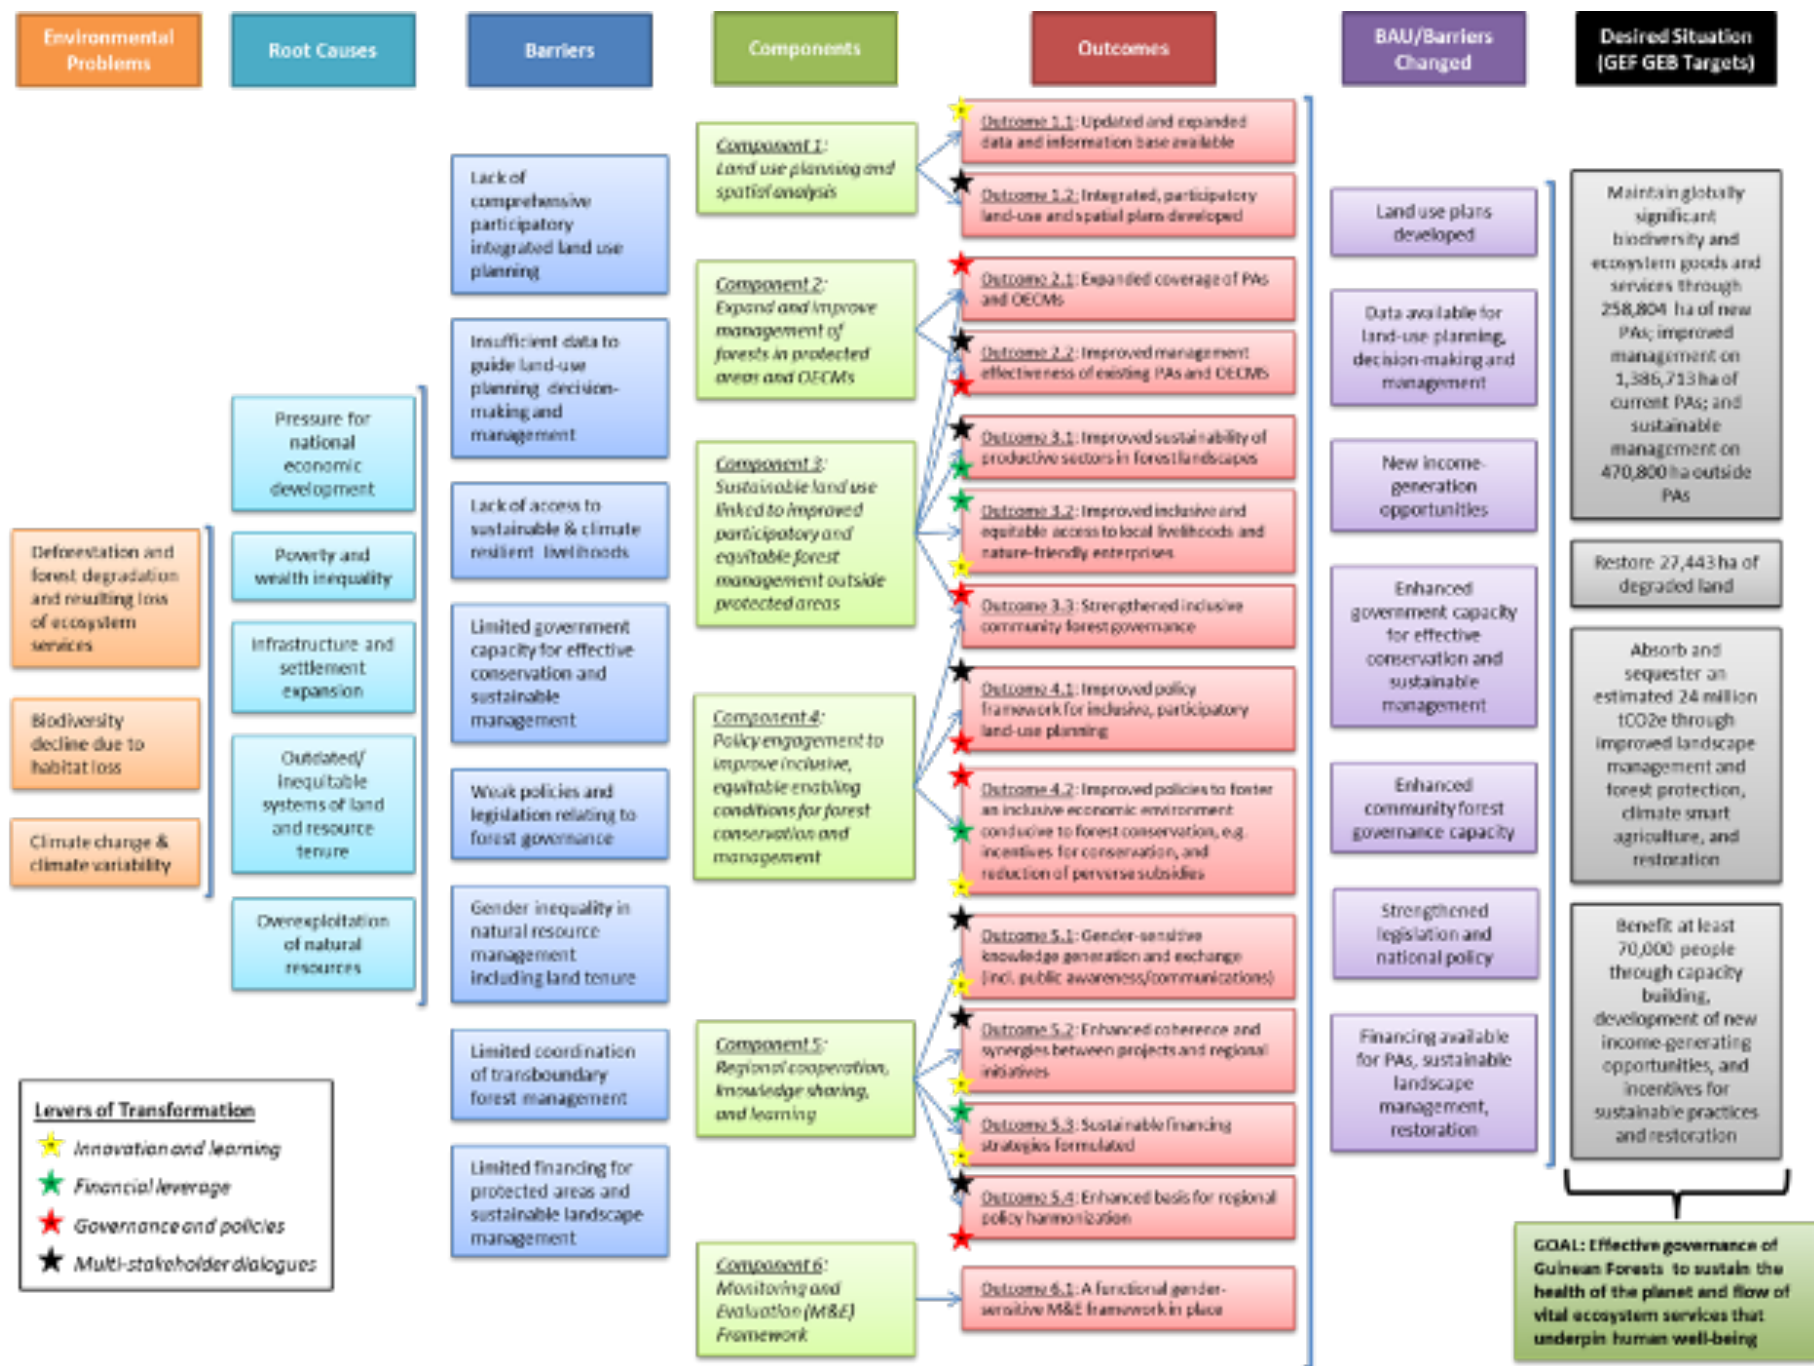 Environmental
Problems
Root Causes
Barriers
Components
Outcomes
BAU/Barriers
Changed
Desired Situation
(GEF GEB Targets)
Deforestation and
forest degradation
and resulting loss
of ecosystem
services
Biodiversity
decline due to
habitat loss
Climate change &
climate variability
Pressure for
national
economic
development
Poverty and
wealth inequality
Infrastructure and
settlement
expansion
Outdated/
inequitable
systems of land
and resource
tenure
Overexploitation
of natural
resources
Lack of
comprehensive
participatory
integrated land use
planning
Insufficient data to
guide land-use
planning decision-
making and
management
Lack of access to
sustainable & climate
resilient livelihoods
Limited government
capacity for effective
conservation and
sustainable
management
Weak policies and
legislation relating to
forest governance
Gender inequality in
natural resource
management
including land tenure
Limited coordination
of transboundary
forest management
Limited financing for
protected areas and
sustainable landscape
management
Component 1:
Land use planning and
spatial analysis
Component 2:
Expand and improve
management of
forests in protected
areas and OECMs
Component 3:
Sustainable land use
linked to improved
participatory and
equitable forest
management outside
protected areas
Component 4:
Policy engagement to
improve inclusive,
equitable enabling
conditions for forest
conservation and
management
Component 5:
Regional cooperation,
knowledge sharing,
and learning
Component 6:
Monitoring and
Evaluation (M&E)
Framework
Outcome 1.1: Updated and expanded
data and information base available
Outcome 1.2: Integrated, participatory
land-use and spatial plans developed
Outcome 2.1: Expanded coverage of PAs
and OECMs
Outcome 2.2: Improved management
effectiveness of existing PAs and OECMS
Outcome 3.1: Improved sustainability of
productive sectors in forest landscapes
Outcome 3.2: Improved inclusive and
equitable access to local livelihoods and
nature-friendly enterprises
Outcome 3.3: Strengthened inclusive
community forest governance
Outcome 4.1: Improved policy
framework for inclusive, participatory
land-use planning
Outcome 4.2: Improved policies to foster
an inclusive economic environment
conducive to forest conservation, e.g.
incentives for conservation, and
reduction of perverse subsidies
Outcome 5.1: Gender-sensitive
knowledge generation and exchange
(incl. public awareness/communications)
Outcome 5.2: Enhanced coherence and
synergies between projects and regional
initiatives
Outcome 5.3: Sustainable financing
strategies formulated
Outcome 5.4: Enhanced basis for regional
policy harmonization
Outcome 6.1: A functional gender-
sensitive M&E framework in place
Land use plans
developed
Data available for
land-use planning,
decision-making and
management
New income-
generation
opportunities
Enhanced
government capacity
for effective
conservation and
sustainable
management
Enhanced
community forest
governance capacity
Strengthened
legislation and
national policy
Financing available
for PAs, sustainable
landscape
management,
restoration
Maintain globally
significant
biodiversity and
ecosystem goods and
services through
258,804 ha of new
PAs; improved
management on
1,386,713 ha of
current PAs; and
sustainable
management on
470,800 ha outside
PAs
Restore 27,443 ha of
degraded land
Absorb and
sequester an
estimated 24 million
tCO2e through
improved landscape
management and
forest protection,
climate smart
agriculture, and
restoration
Benefit at least
70,000 people
through capacity
building,
development of new
income-generating
opportunities, and
incentives for
sustainable practices
and restoration
GOAL: Effective governance of
Guinean Forests to sustain the
health of the planet and flow of
vital ecosystem services that
underpin human well-being
Levers of Transformation
Innovation and learning
Financial leverage
Governance and policies
Multi-stakeholder dialogues